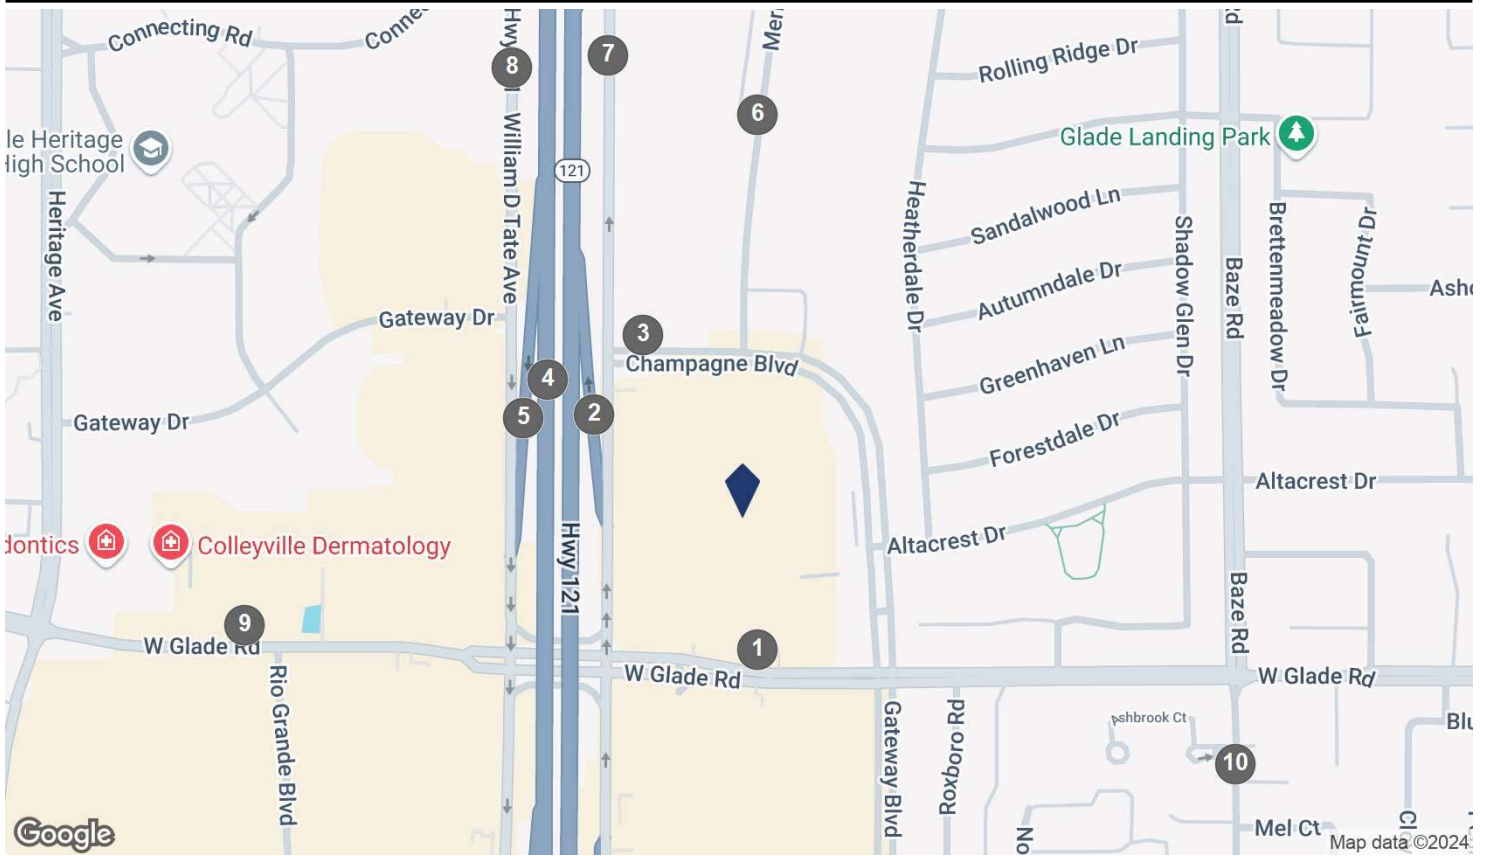 Connecting Rd
Hwy
8
7
6
Rolling Ridge Dr
Rd
le Heritage
High School
Glade Landing Park
William D Tate Ave
121
Heritage Ave
Heatherdale Dr
Sandalwood Ln
Shadow Glen Dr
Brettenmeadow Dr
Fairmount Dr
Autumndale Dr
Baze Rd
Gateway Dr
3
Champagne Blvd
4
5
2
Greenhaven Ln
Gateway Dr
Forestdale Dr
Altacrest Dr
dontics
Colleyville Dermatology
Hwy 121
Altacrest Dr
Baze Rd
9
W Glade Rd
1
W Glade Rd
W Glade Rd
Rio Grande Blvd
Gateway Blvd
Roxboro Rd
Ashbrook Ct
10
Mel Ct
Google
Map data ©2024